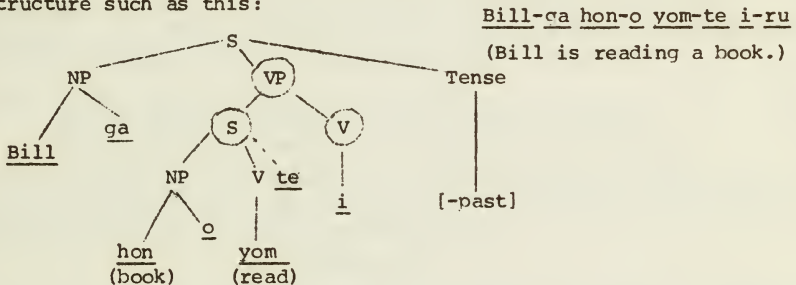 tructure such as this:
Bill-ga hon-o yom-te i-ru
(Bill is reading a book.)
S
NP VP Tense
Bill ga S V
NP V te i [-past]
hon o yom
(book) (read)